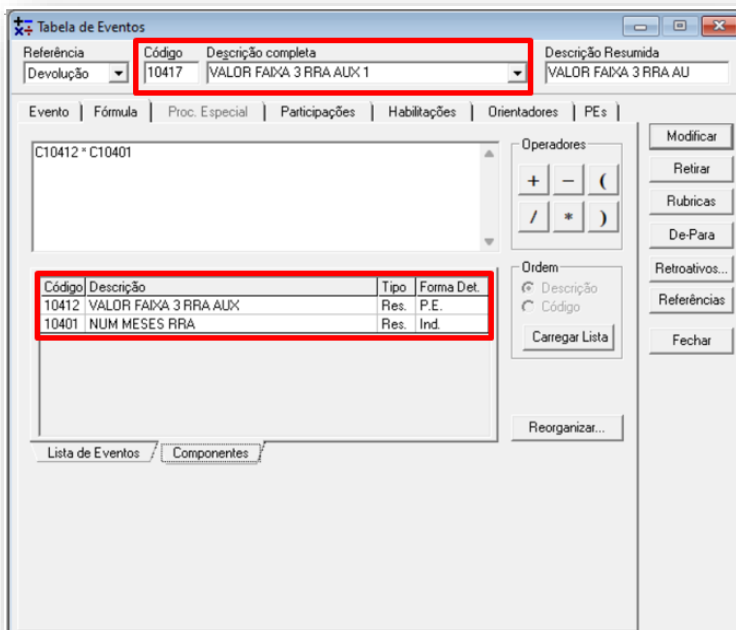 Tabela de Eventos
Referência Código Descrição completa Descrição Resumida
Devolução 10417 VALOR FAIXA 3 RRA AUX 1 VALOR FAIXA 3 RRA AU
Evento Fórmula Proc. Especial Participações Habilitações Orientadores PEs
C10412 * C10401
Operadores
+ − (
/ * )
Modificar
Retirar
Rubricas
De-Para
Retroativos...
Referências
Fechar
Código Descrição Tipo Forma Det.
10412 VALOR FAIXA 3 RRA AUX Res. P.E.
10401 NUM MESES RRA Res. Ind.
Ordem
Descrição
Código
Carregar Lista
Reorganizar...
Lista de Eventos Componentes